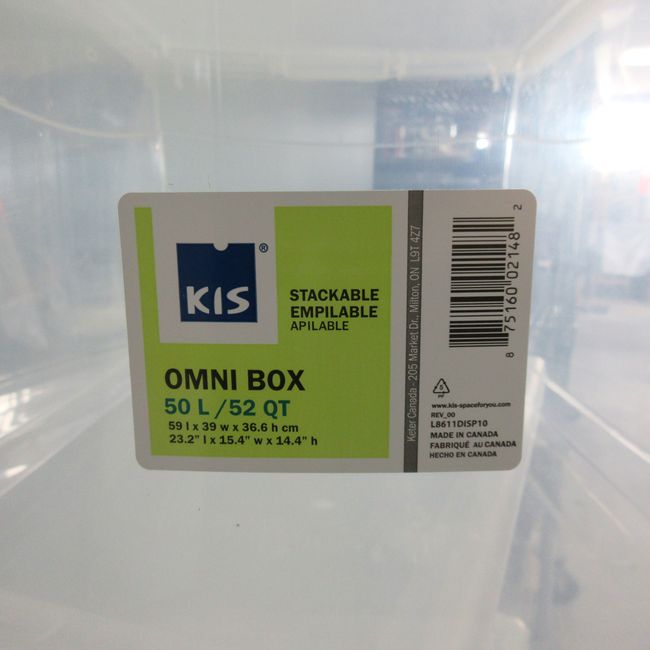 KIS®
STACKABLE
EMPILABLE
APILABLE
OMNI BOX
50 L / 52 QT
59 l x 39 w x 36.6 h cm
23.2" l x 15.4" w x 14.4" h
Keter Canada - 205 Market Dr., Milton, ON L9T 4Z7
8 75160 02148 2
5
PP
www.kis-spaceforyou.com
REV_00
L8611DISP10
MADE IN CANADA
FABRIQUÉ AU CANADA
HECHO EN CANADA